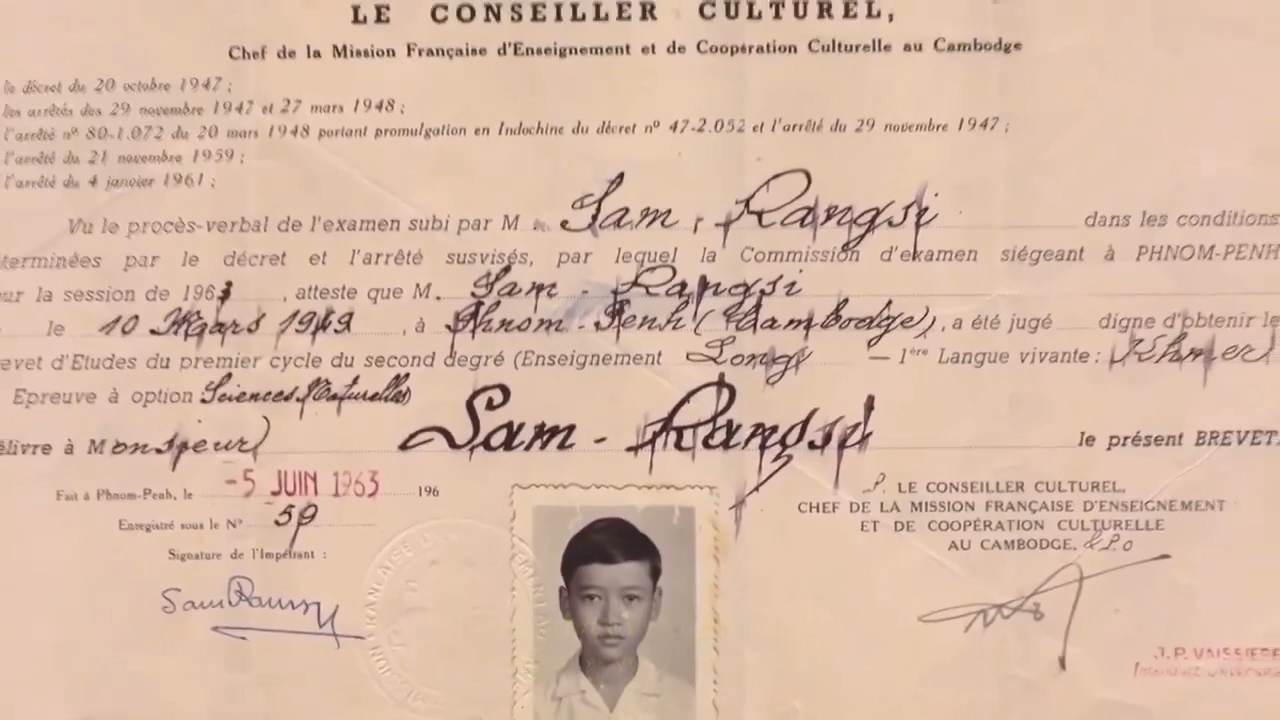 LE CONSEILLER CULTUREL,
Chef de la Mission Française d'Enseignement et de Coopération Culturelle au Cambodge
le décret du 20 octobre 1947 ;
les arrêtés des 29 novembre 1947 et 27 mars 1948 ;
l'arrêté nº 80-1.072 du 20 mars 1948 portant promulgation en Indochine du décret nº 47-2.052 et l'arrêté du 29 novembre 1947 ;
l'arrêté du 21 novembre 1959 ;
l'arrêté du 4 janvier 1961 ;
Vu le procès-verbal de l'examen subi par M. Sam, Rangsi dans les conditions
terminées par le décret et l'arrêté susvisés, par lequel la Commission d'examen siégeant à PHNOM-PENH
ur la session de 1963, atteste que M. Sam - Rangsi
le 10 Mars 1949, à Phnom-Penh (Cambodge), a été jugé digne d'obtenir le
evet d'Etudes du premier cycle du second degré (Enseignement Long) — 1ère Langue vivante : Khmer
Epreuve à option Sciences Naturelles
élivre à Monsieur Sam - Rangsi le présent BREVET.
Fait à Phnom-Penh, le -5 JUIN 1963 196
Enregistré sous le Nº 59
Signature de l'Impétrant :
Sam Rainsy
P. LE CONSEILLER CULTUREL,
CHEF DE LA MISSION FRANÇAISE D'ENSEIGNEMENT
ET DE COOPÉRATION CULTURELLE
AU CAMBODGE, & P.O
J.P. VAISSIERE